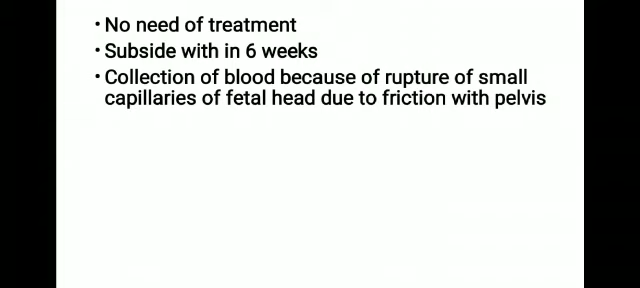 • No need of treatment
• Subside with in 6 weeks
• Collection of blood because of rupture of small
capillaries of fetal head due to friction with pelvis